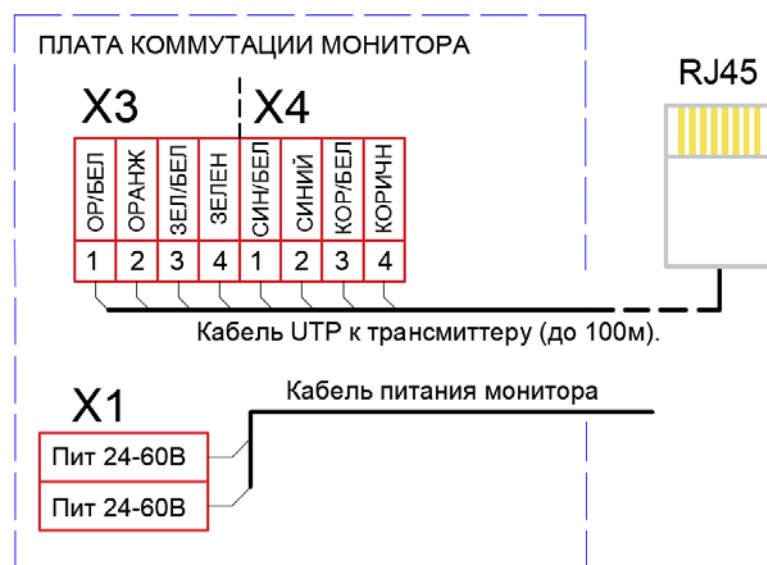 ПЛАТА КОММУТАЦИИ МОНИТОРА
RJ45
X3 X4
ОР/БЕЛ ОРАНЖ ЗЕЛ/БЕЛ ЗЕЛЕН СИН/БЕЛ СИНИЙ КОР/БЕЛ КОРИЧН
1 2 3 4 1 2 3 4
Кабель UTP к трансмиттеру (до 100м).
Кабель питания монитора
X1
Пит 24-60В
Пит 24-60В